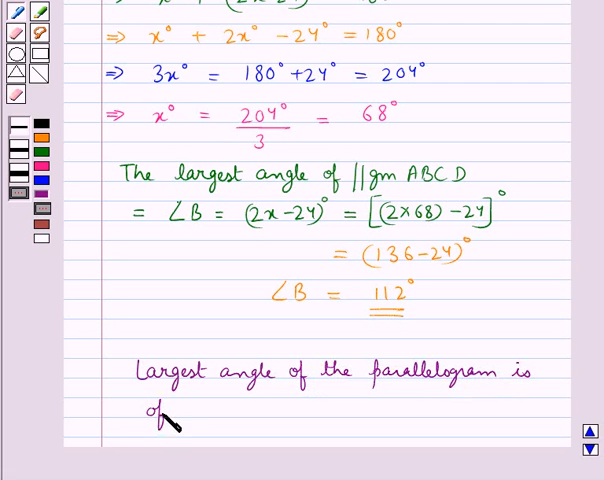 ⇒ x° + 2x° - 24° = 180°
⇒ 3x° = 180° + 24° = 204°
⇒ x° = 204°/3 = 68°
The largest angle of ||gm ABCD
= ∠B = (2x - 24)° = [(2×68) - 24]°
= (136 - 24)°
∠B = 112°
Largest angle of the parallelogram is
of